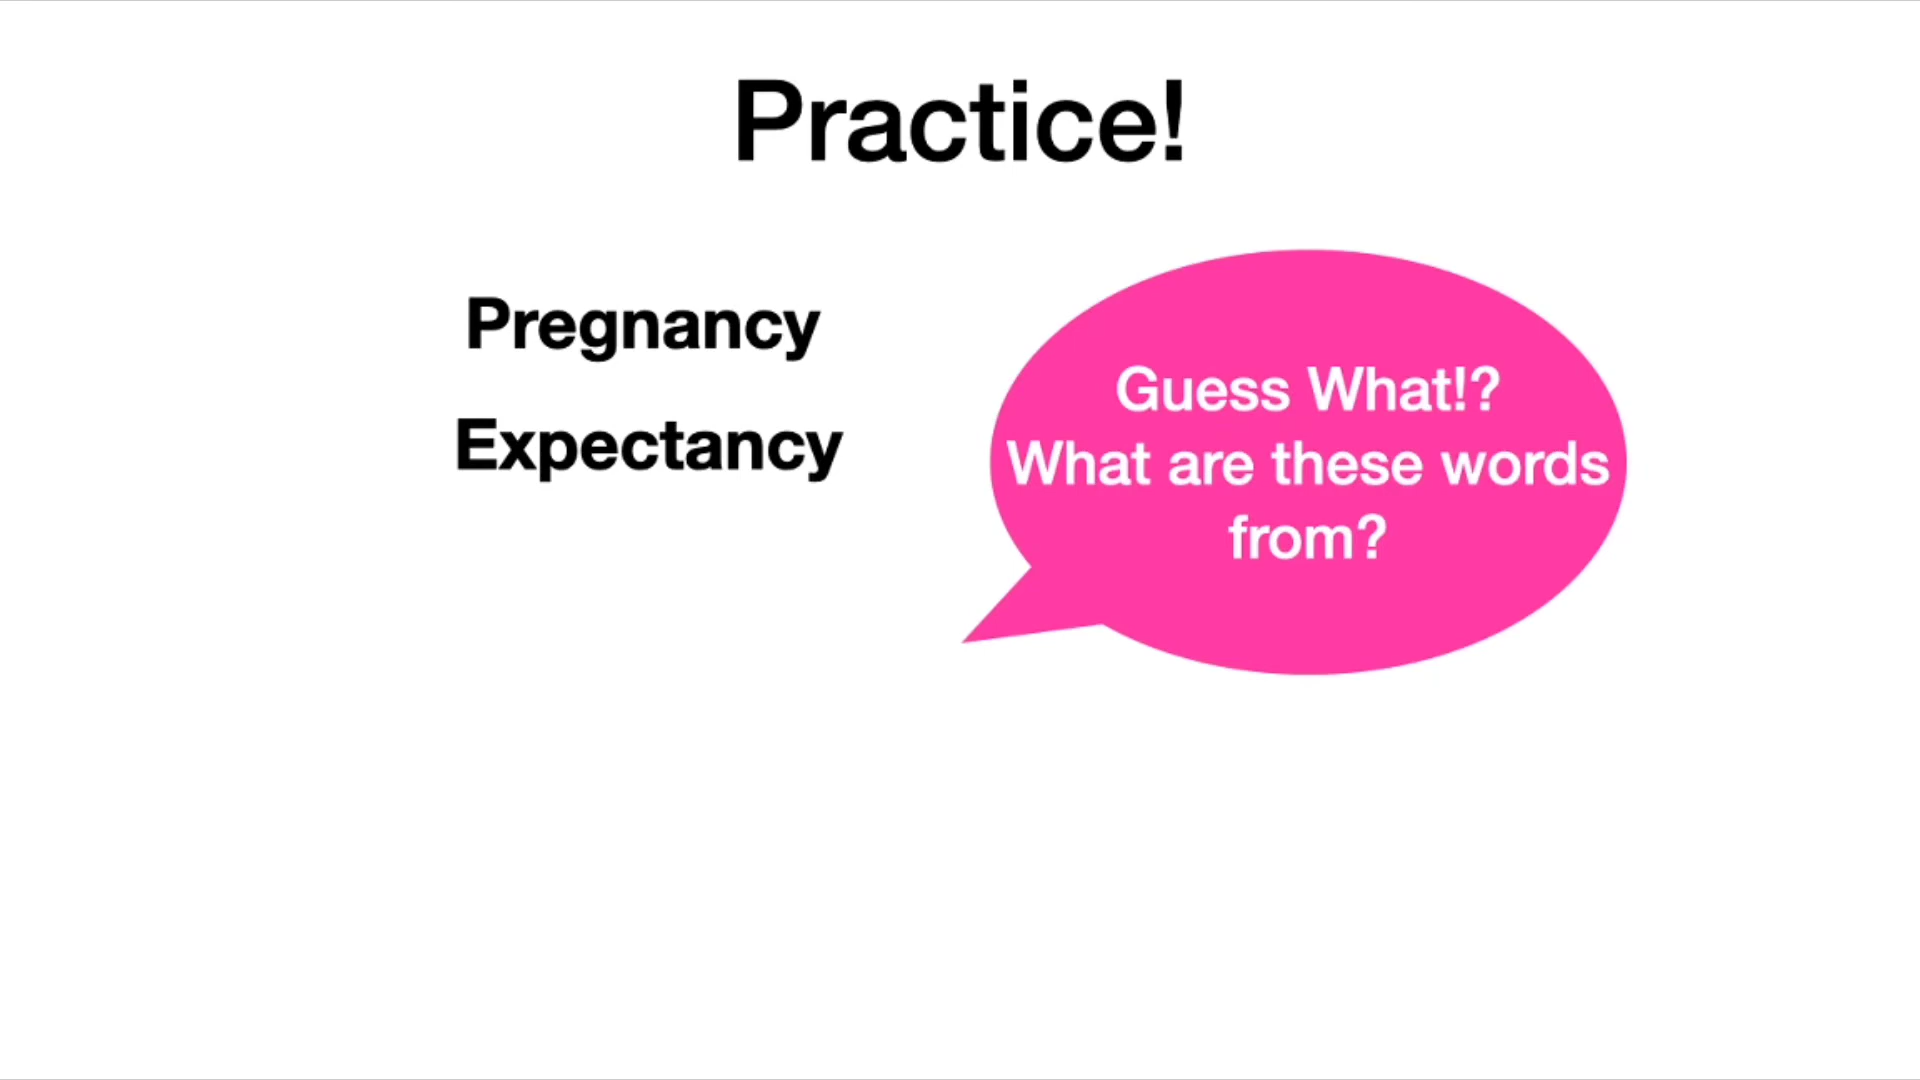 Practice!
Pregnancy
Expectancy
Guess What!?
What are these words
from?